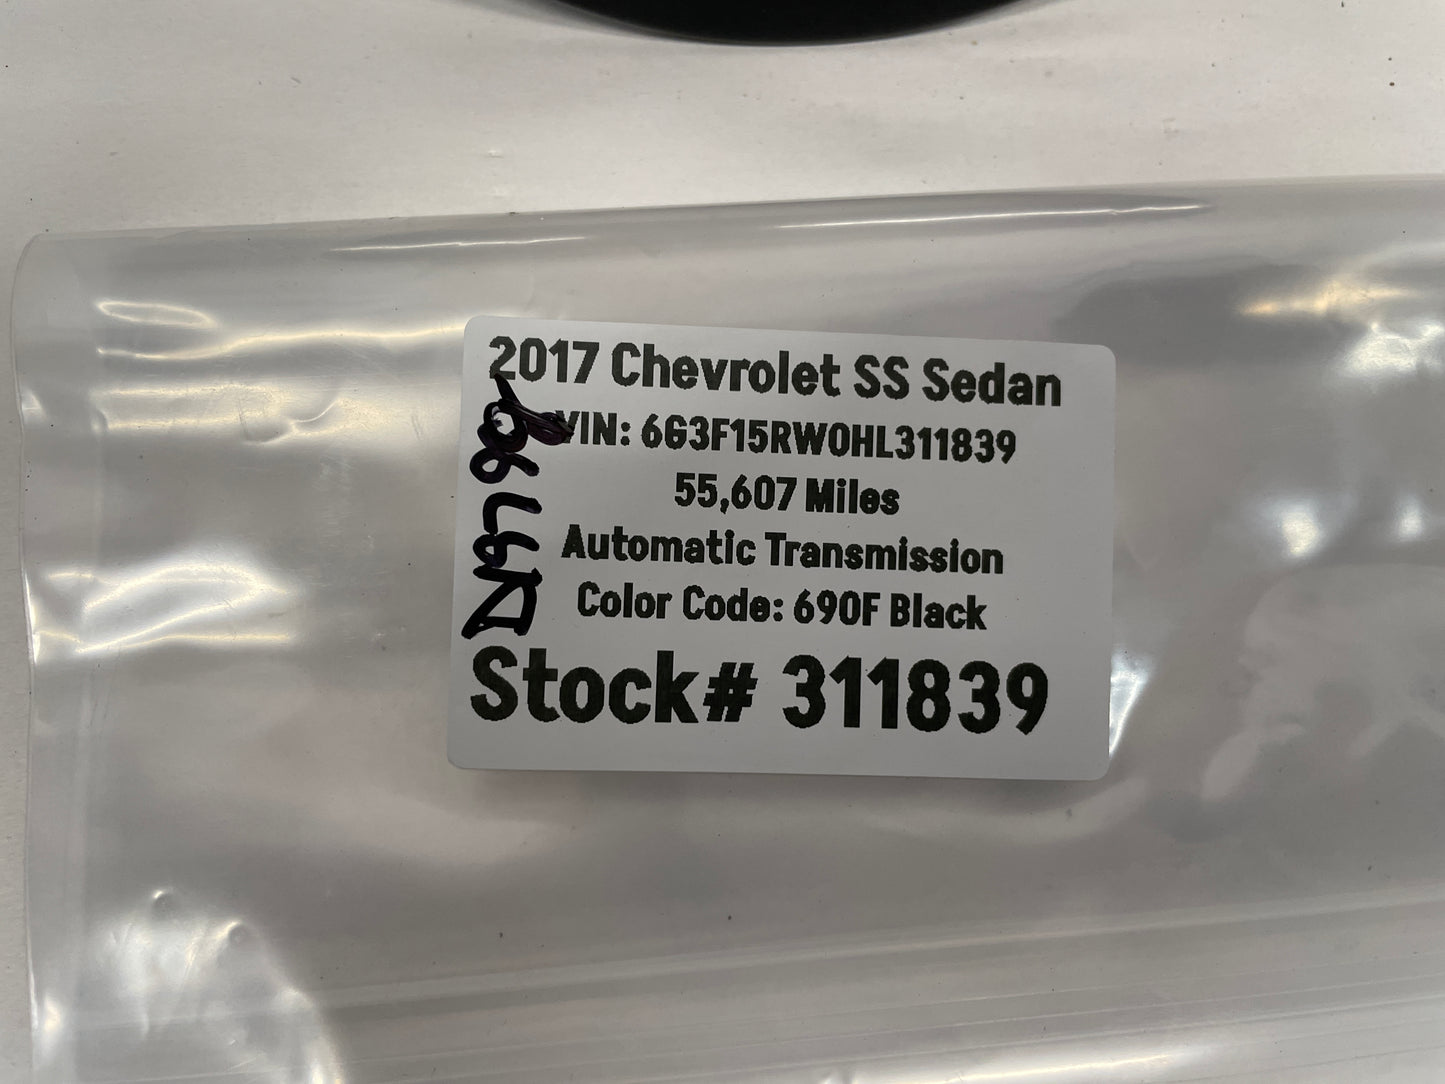 2017 Chevrolet SS Sedan
VIN: 6G3F15RW0HL311839
55,607 Miles
Automatic Transmission
Color Code: 690F Black
Stock# 311839